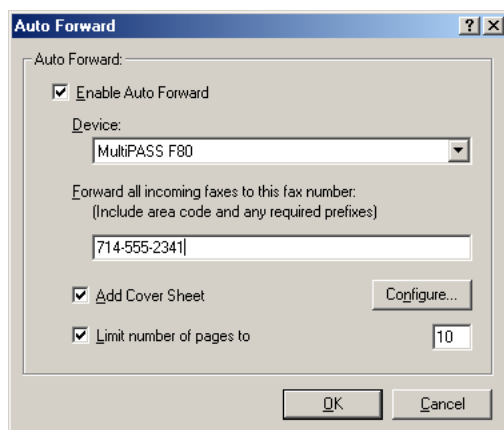 Auto Forward
Auto Forward:
Enable Auto Forward
Device:
MultiPASS F80
Forward all incoming faxes to this fax number:
(Include area code and any required prefixes)
714-555-2341
Add Cover Sheet Configure...
Limit number of pages to 10
OK Cancel